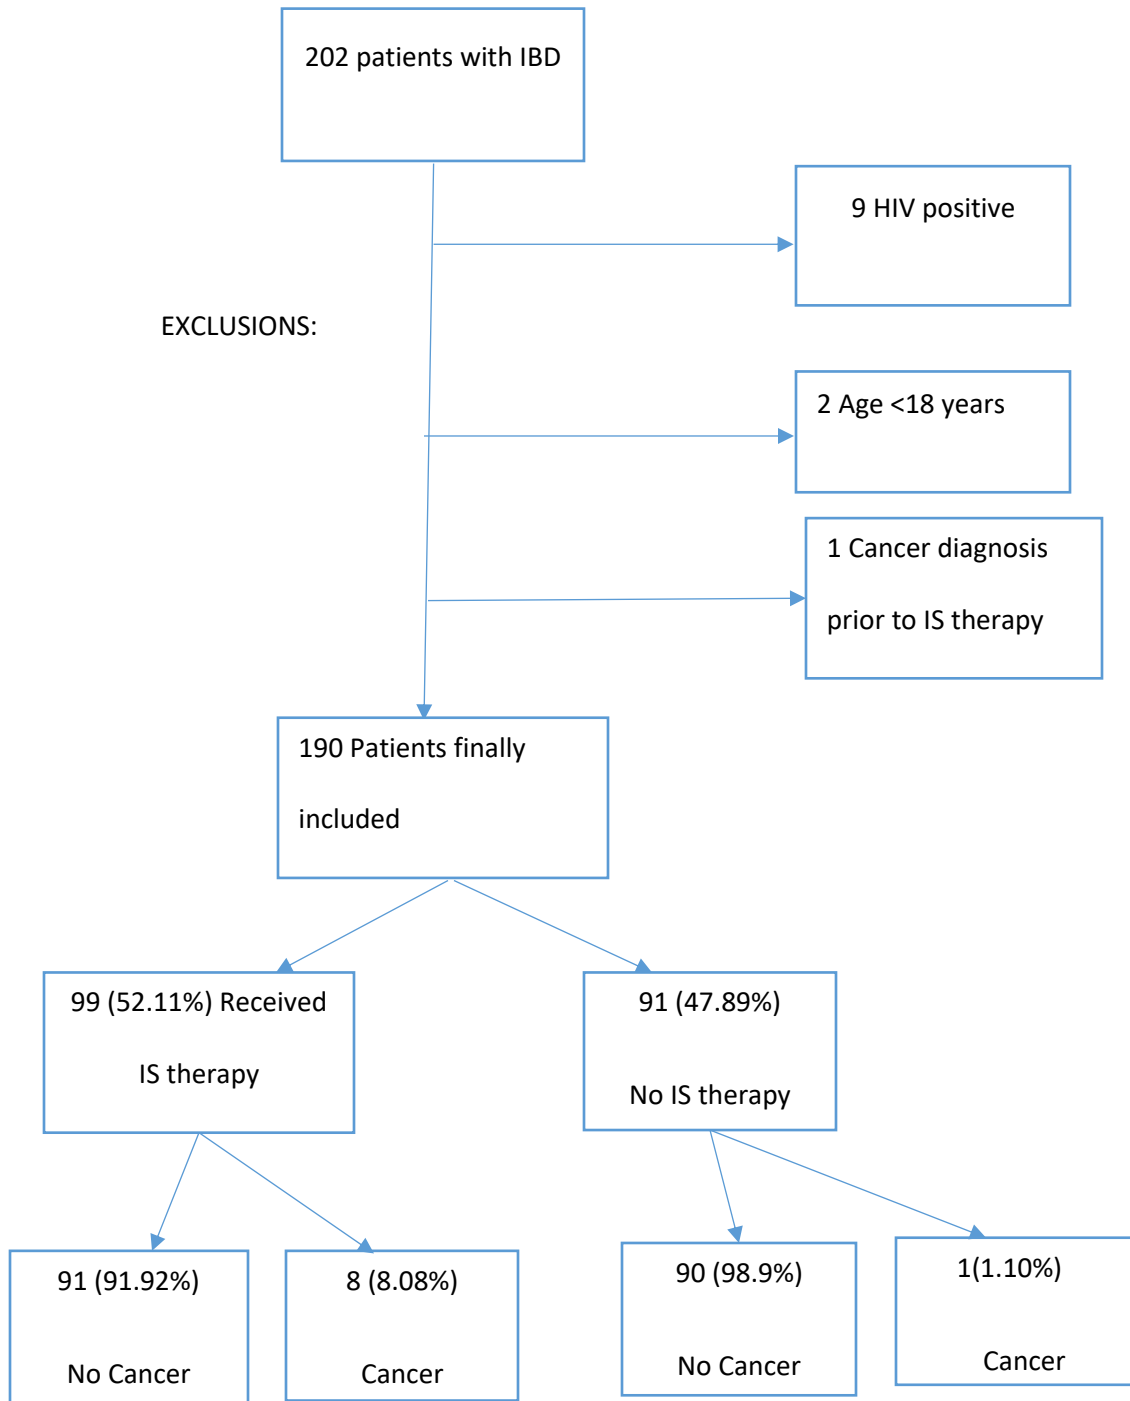 202 patients with IBD
9 HIV positive
EXCLUSIONS:
2 Age <18 years
1 Cancer diagnosis
prior to IS therapy
190 Patients finally
included
99 (52.11%) Received
IS therapy
91 (47.89%)
No IS therapy
91 (91.92%)
No Cancer
8 (8.08%)
Cancer
90 (98.9%)
No Cancer
1(1.10%)
Cancer